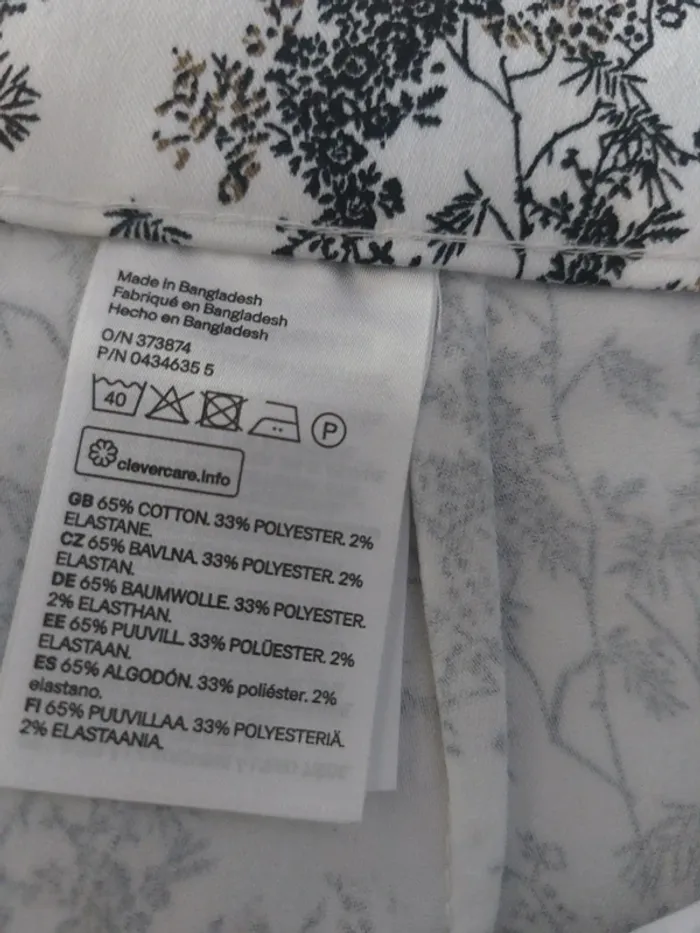 Made in Bangladesh
Fabriqué en Bangladesh
Hecho en Bangladesh
O/N 373874
P/N 0434635 5
40
P
clevercare.info
GB 65% COTTON. 33% POLYESTER. 2%
ELASTANE.
CZ 65% BAVLNA. 33% POLYESTER. 2%
ELASTAN.
DE 65% BAUMWOLLE. 33% POLYESTER.
2% ELASTHAN.
EE 65% PUUVILL. 33% POLÜESTER. 2%
ELASTAAN.
ES 65% ALGODÓN. 33% poliéster. 2%
elastano.
FI 65% PUUVILLAA. 33% POLYESTERIÄ.
2% ELASTAANIA.